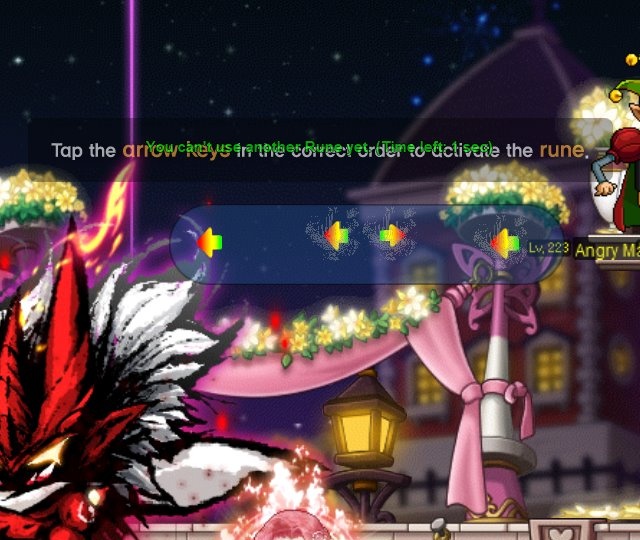 Tap the arrow keys in the correct order to activate the rune.
You can't use another Rune yet. (Time left: 1 sec)
Lv. 223
Angry Ma